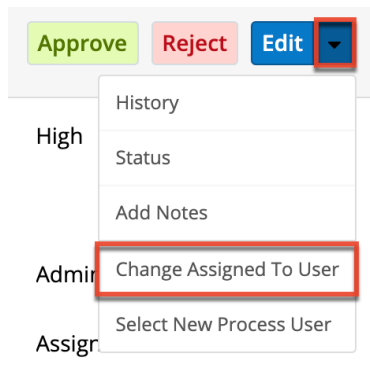 Approve Reject Edit
History
High
Status
Add Notes
Change Assigned To User
Select New Process User